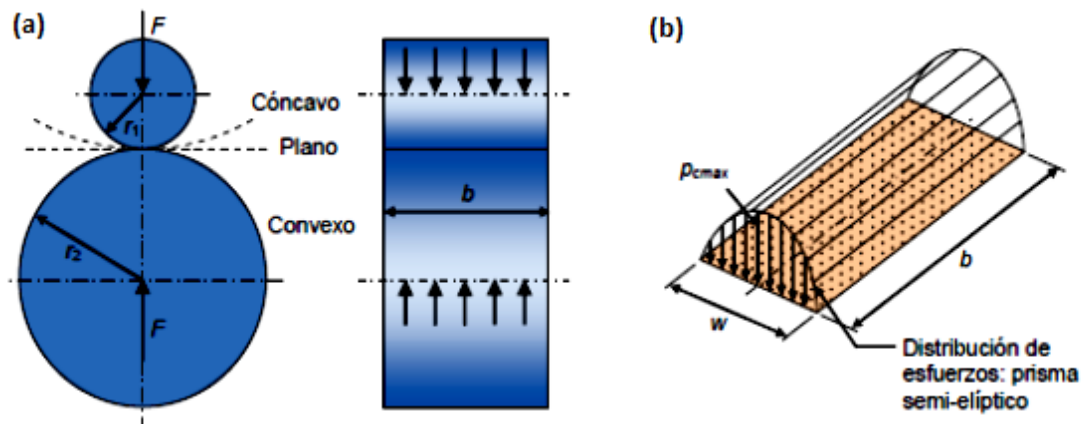 (a)
F
Cóncavo
r1
Plano
b
Convexo
r2
F
(b)
pcmax
b
w
Distribución de
esfuerzos: prisma
semi-elíptico